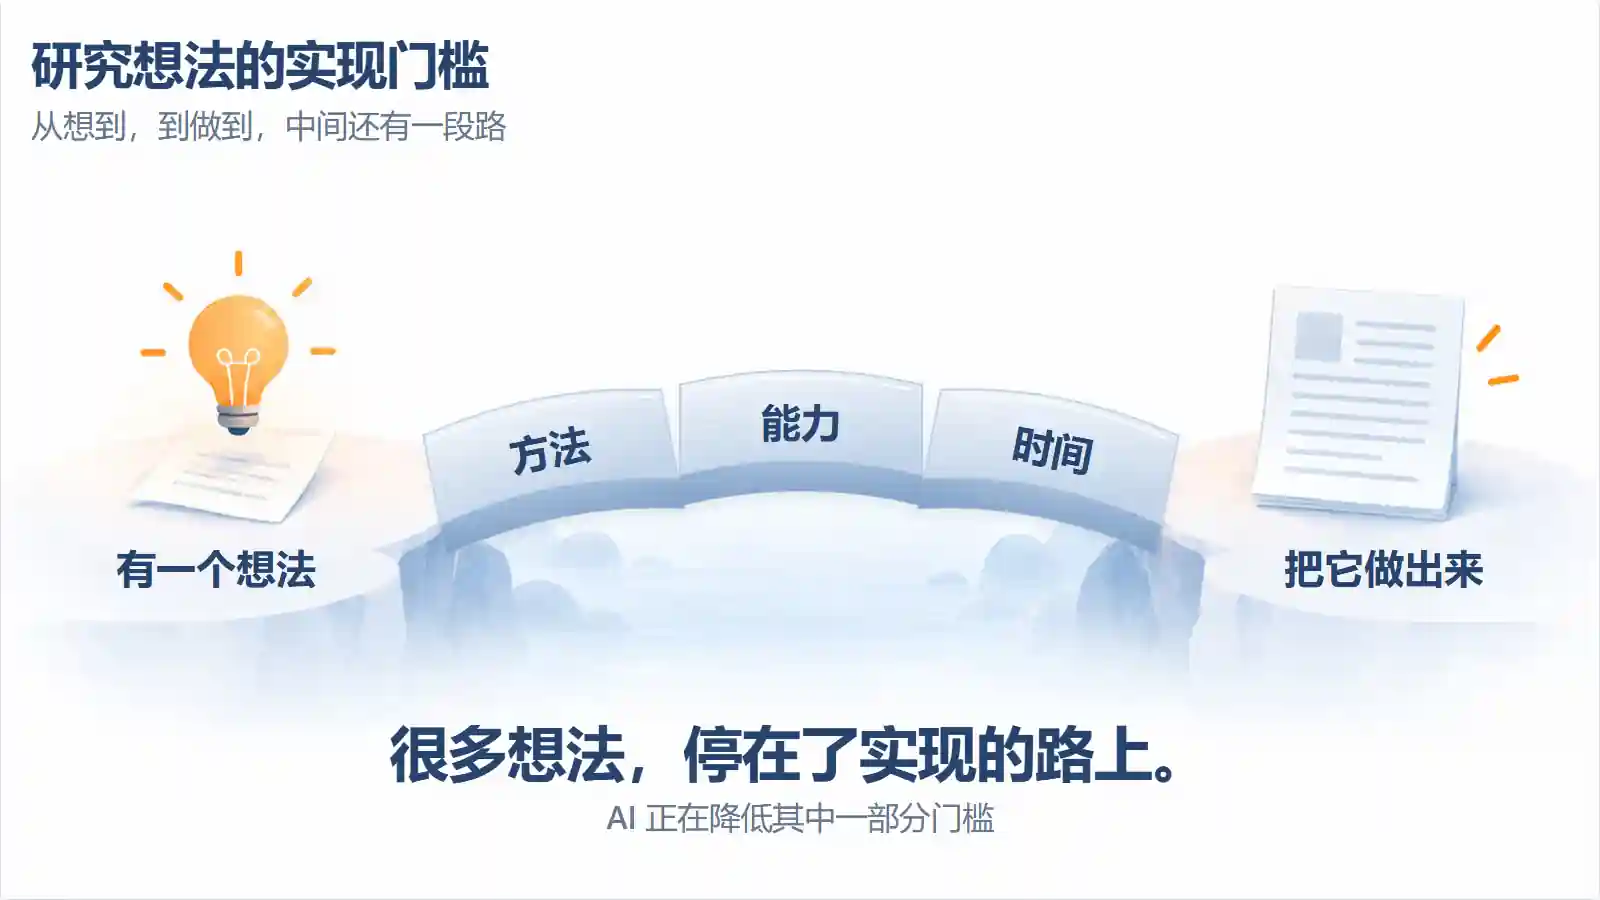 研究想法的实现门槛
从想到，到做到，中间还有一段路
方法
能力
时间
有一个想法
把它做出来
很多想法，停在了实现的路上。
AI 正在降低其中一部分门槛